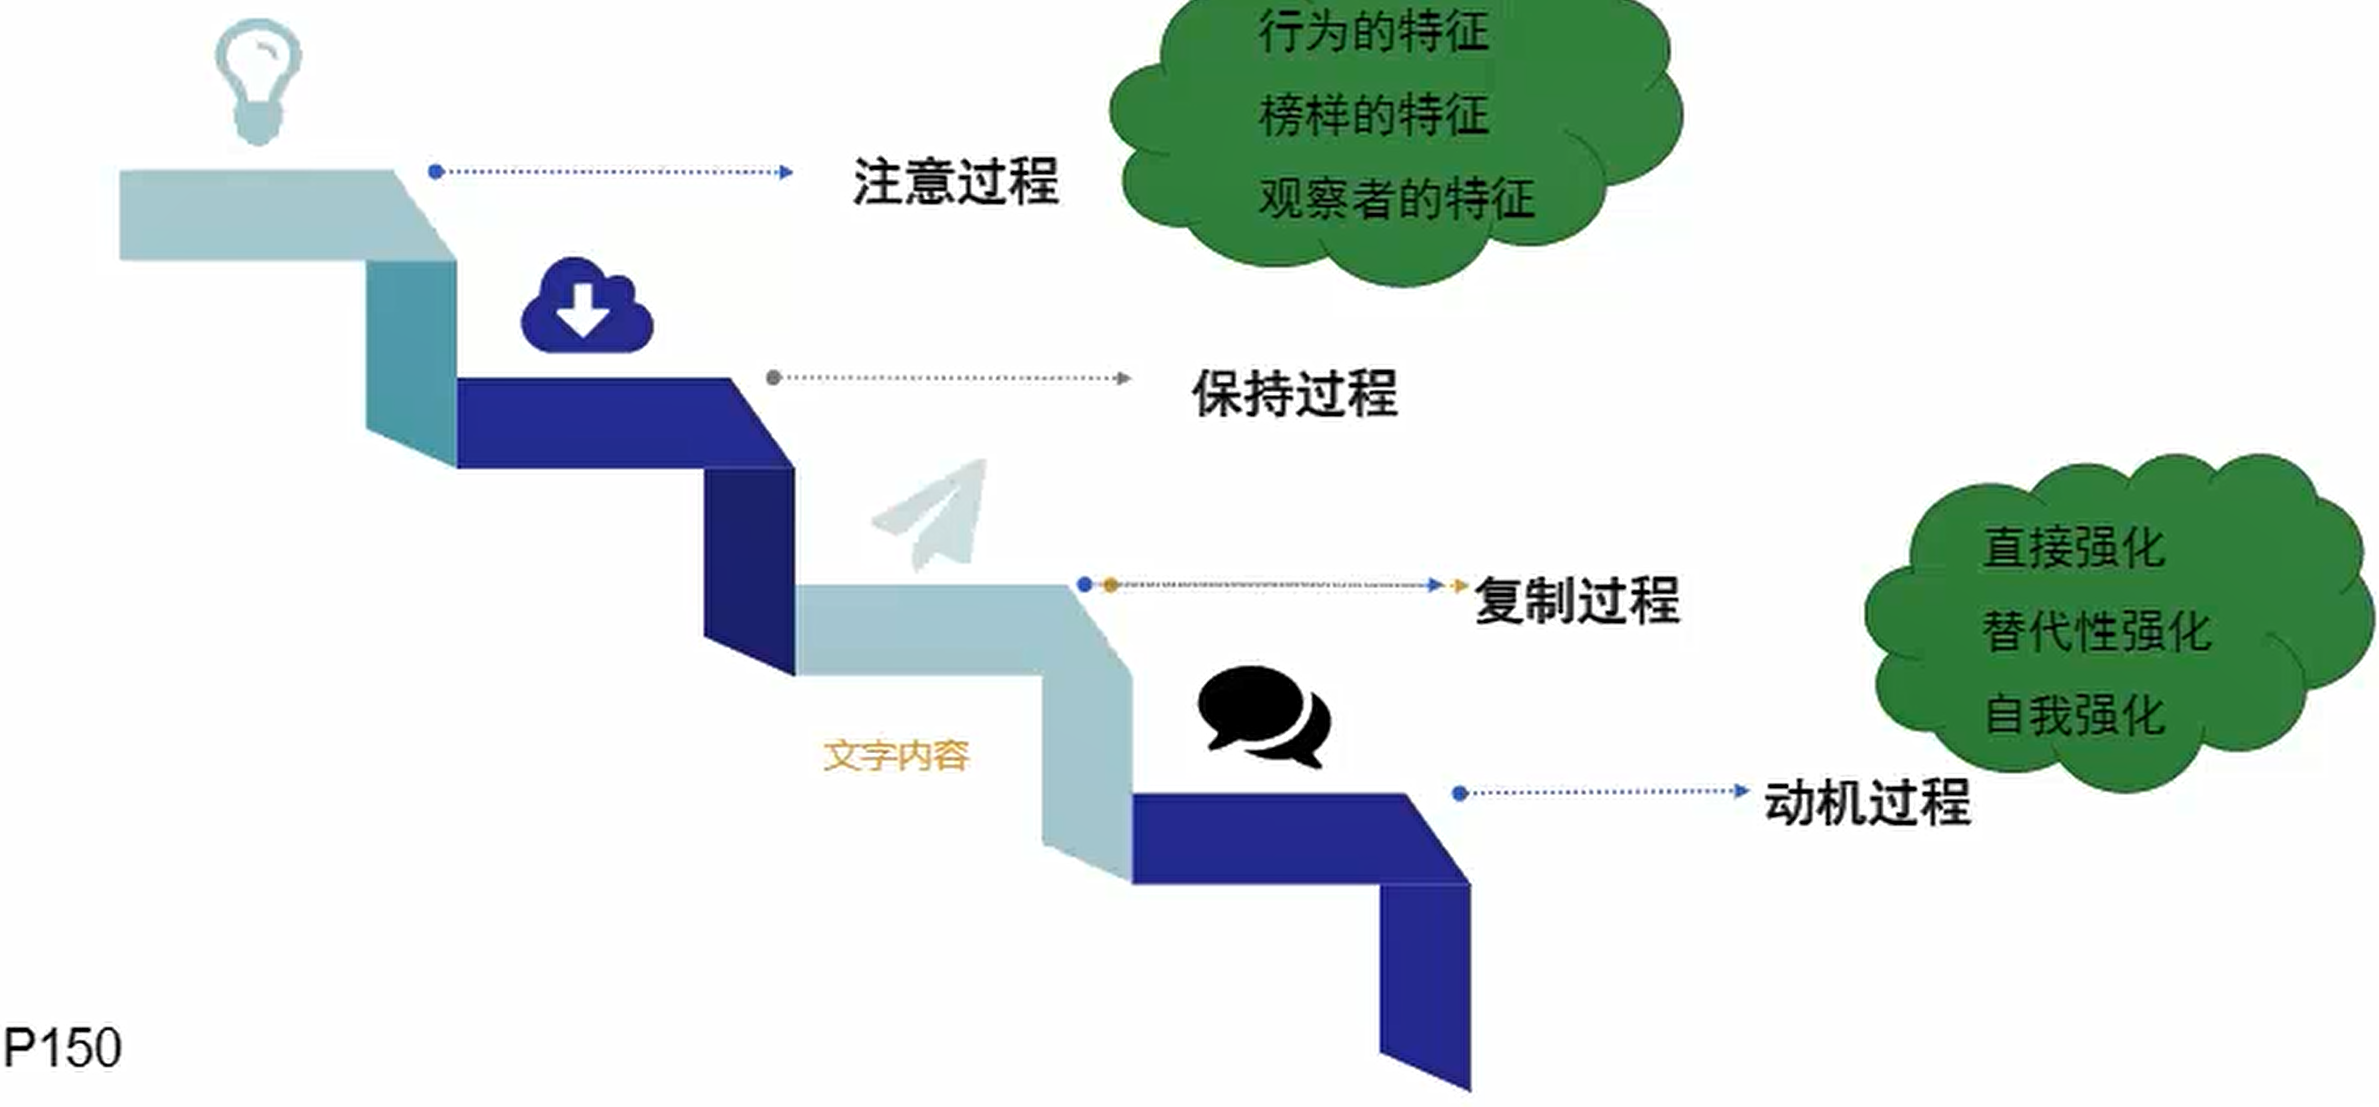 行为的特征
榜样的特征
观察者的特征
注意过程
保持过程
复制过程
直接强化
替代性强化
自我强化
文字内容
动机过程
P150